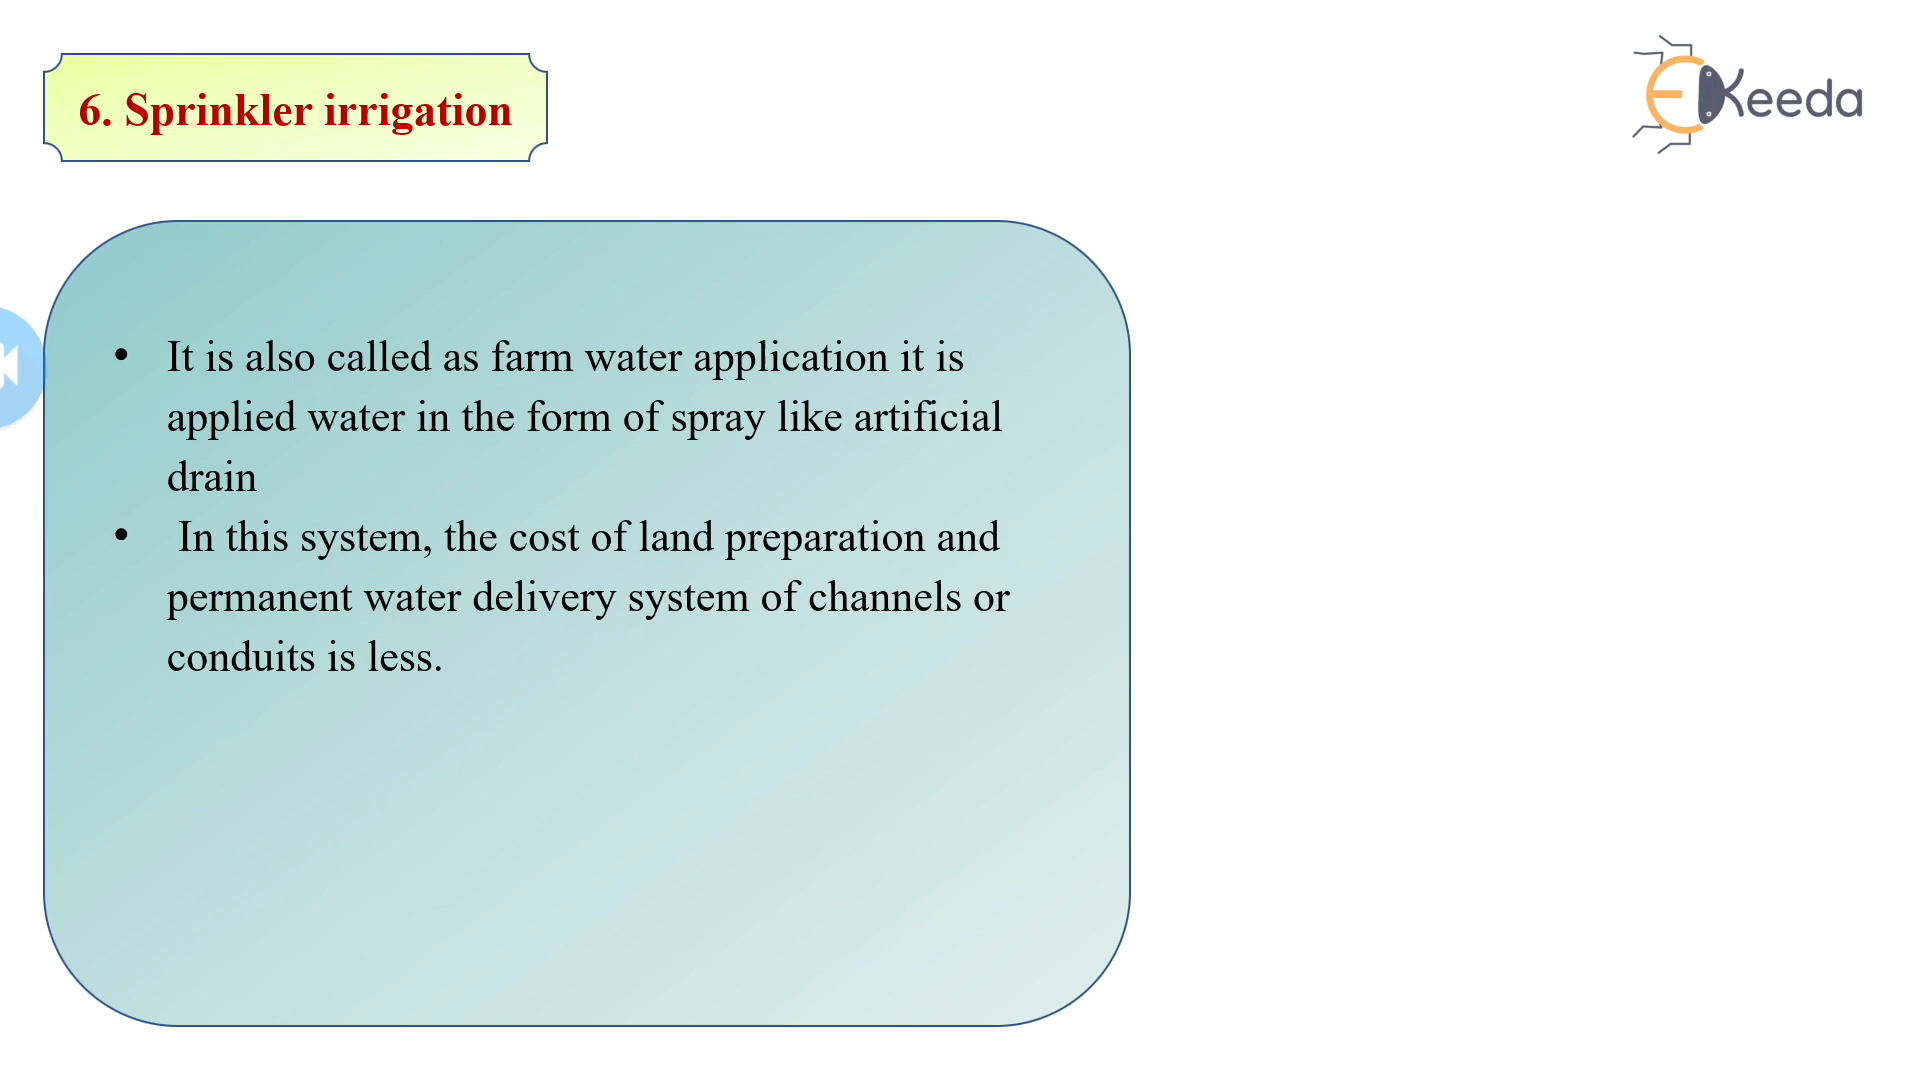 6. Sprinkler irrigation
EKeeda
• It is also called as farm water application it is
applied water in the form of spray like artificial
drain
• In this system, the cost of land preparation and
permanent water delivery system of channels or
conduits is less.